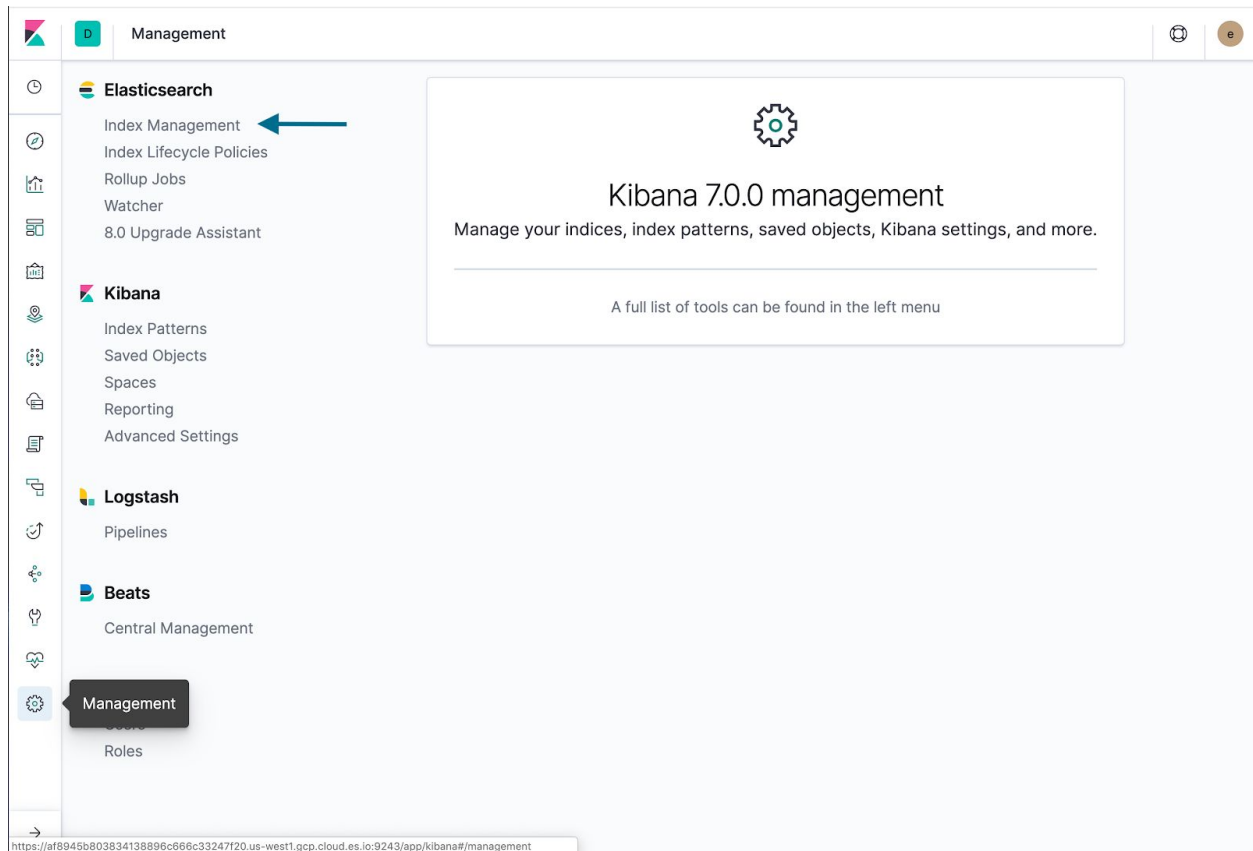 D
Management
e
Elasticsearch
Index Management
Index Lifecycle Policies
Rollup Jobs
Watcher
8.0 Upgrade Assistant
Kibana
Index Patterns
Saved Objects
Spaces
Reporting
Advanced Settings
Logstash
Pipelines
Beats
Central Management
Management
Users
Roles
Kibana 7.0.0 management
Manage your indices, index patterns, saved objects, Kibana settings, and more.
A full list of tools can be found in the left menu
https://af8945b803834138896c666c33247f20.us-west1.gcp.cloud.es.io:9243/app/kibana#/management